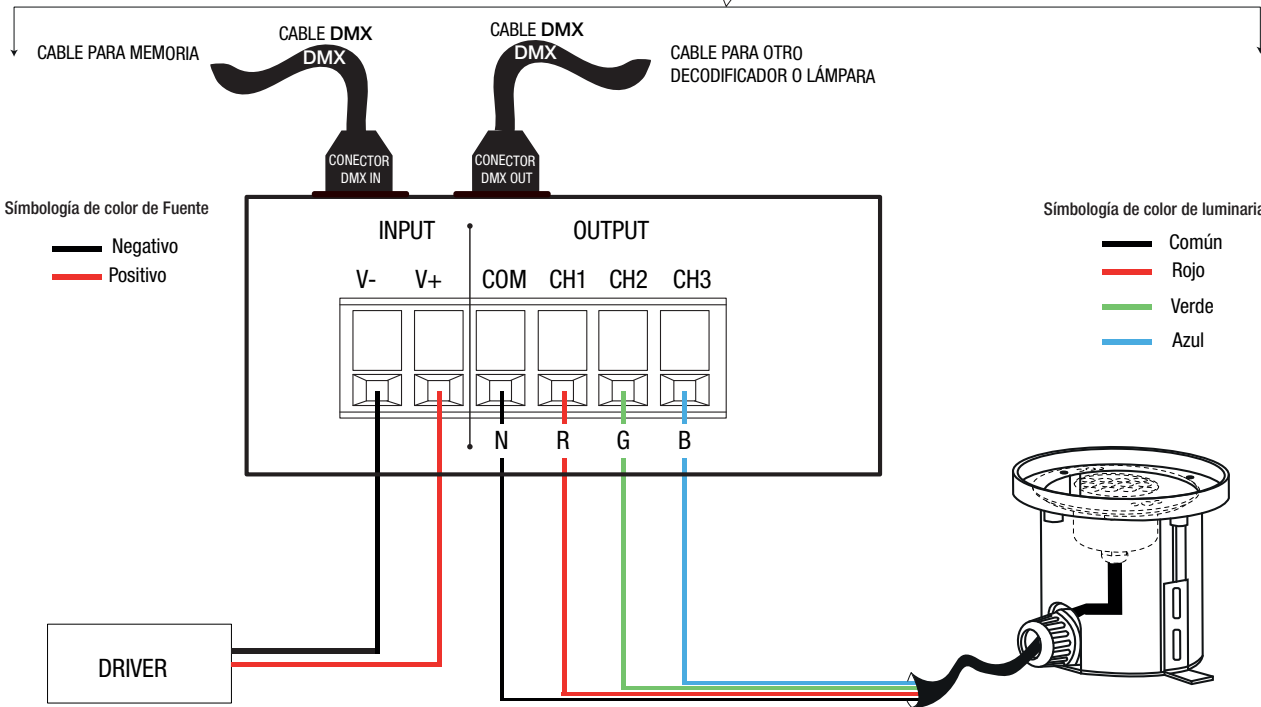 CABLE PARA MEMORIA
CABLE DMX
DMX
CABLE DMX
DMX
CABLE PARA OTRO
DECODIFICADOR O LÁMPARA
CONECTOR
DMX IN
CONECTOR
DMX OUT
Símbología de color de Fuente
Negativo
Positivo
Símbología de color de luminaria
Común
Rojo
Verde
Azul
INPUT
OUTPUT
V-
V+
COM
CH1
CH2
CH3
N
R
G
B
DRIVER